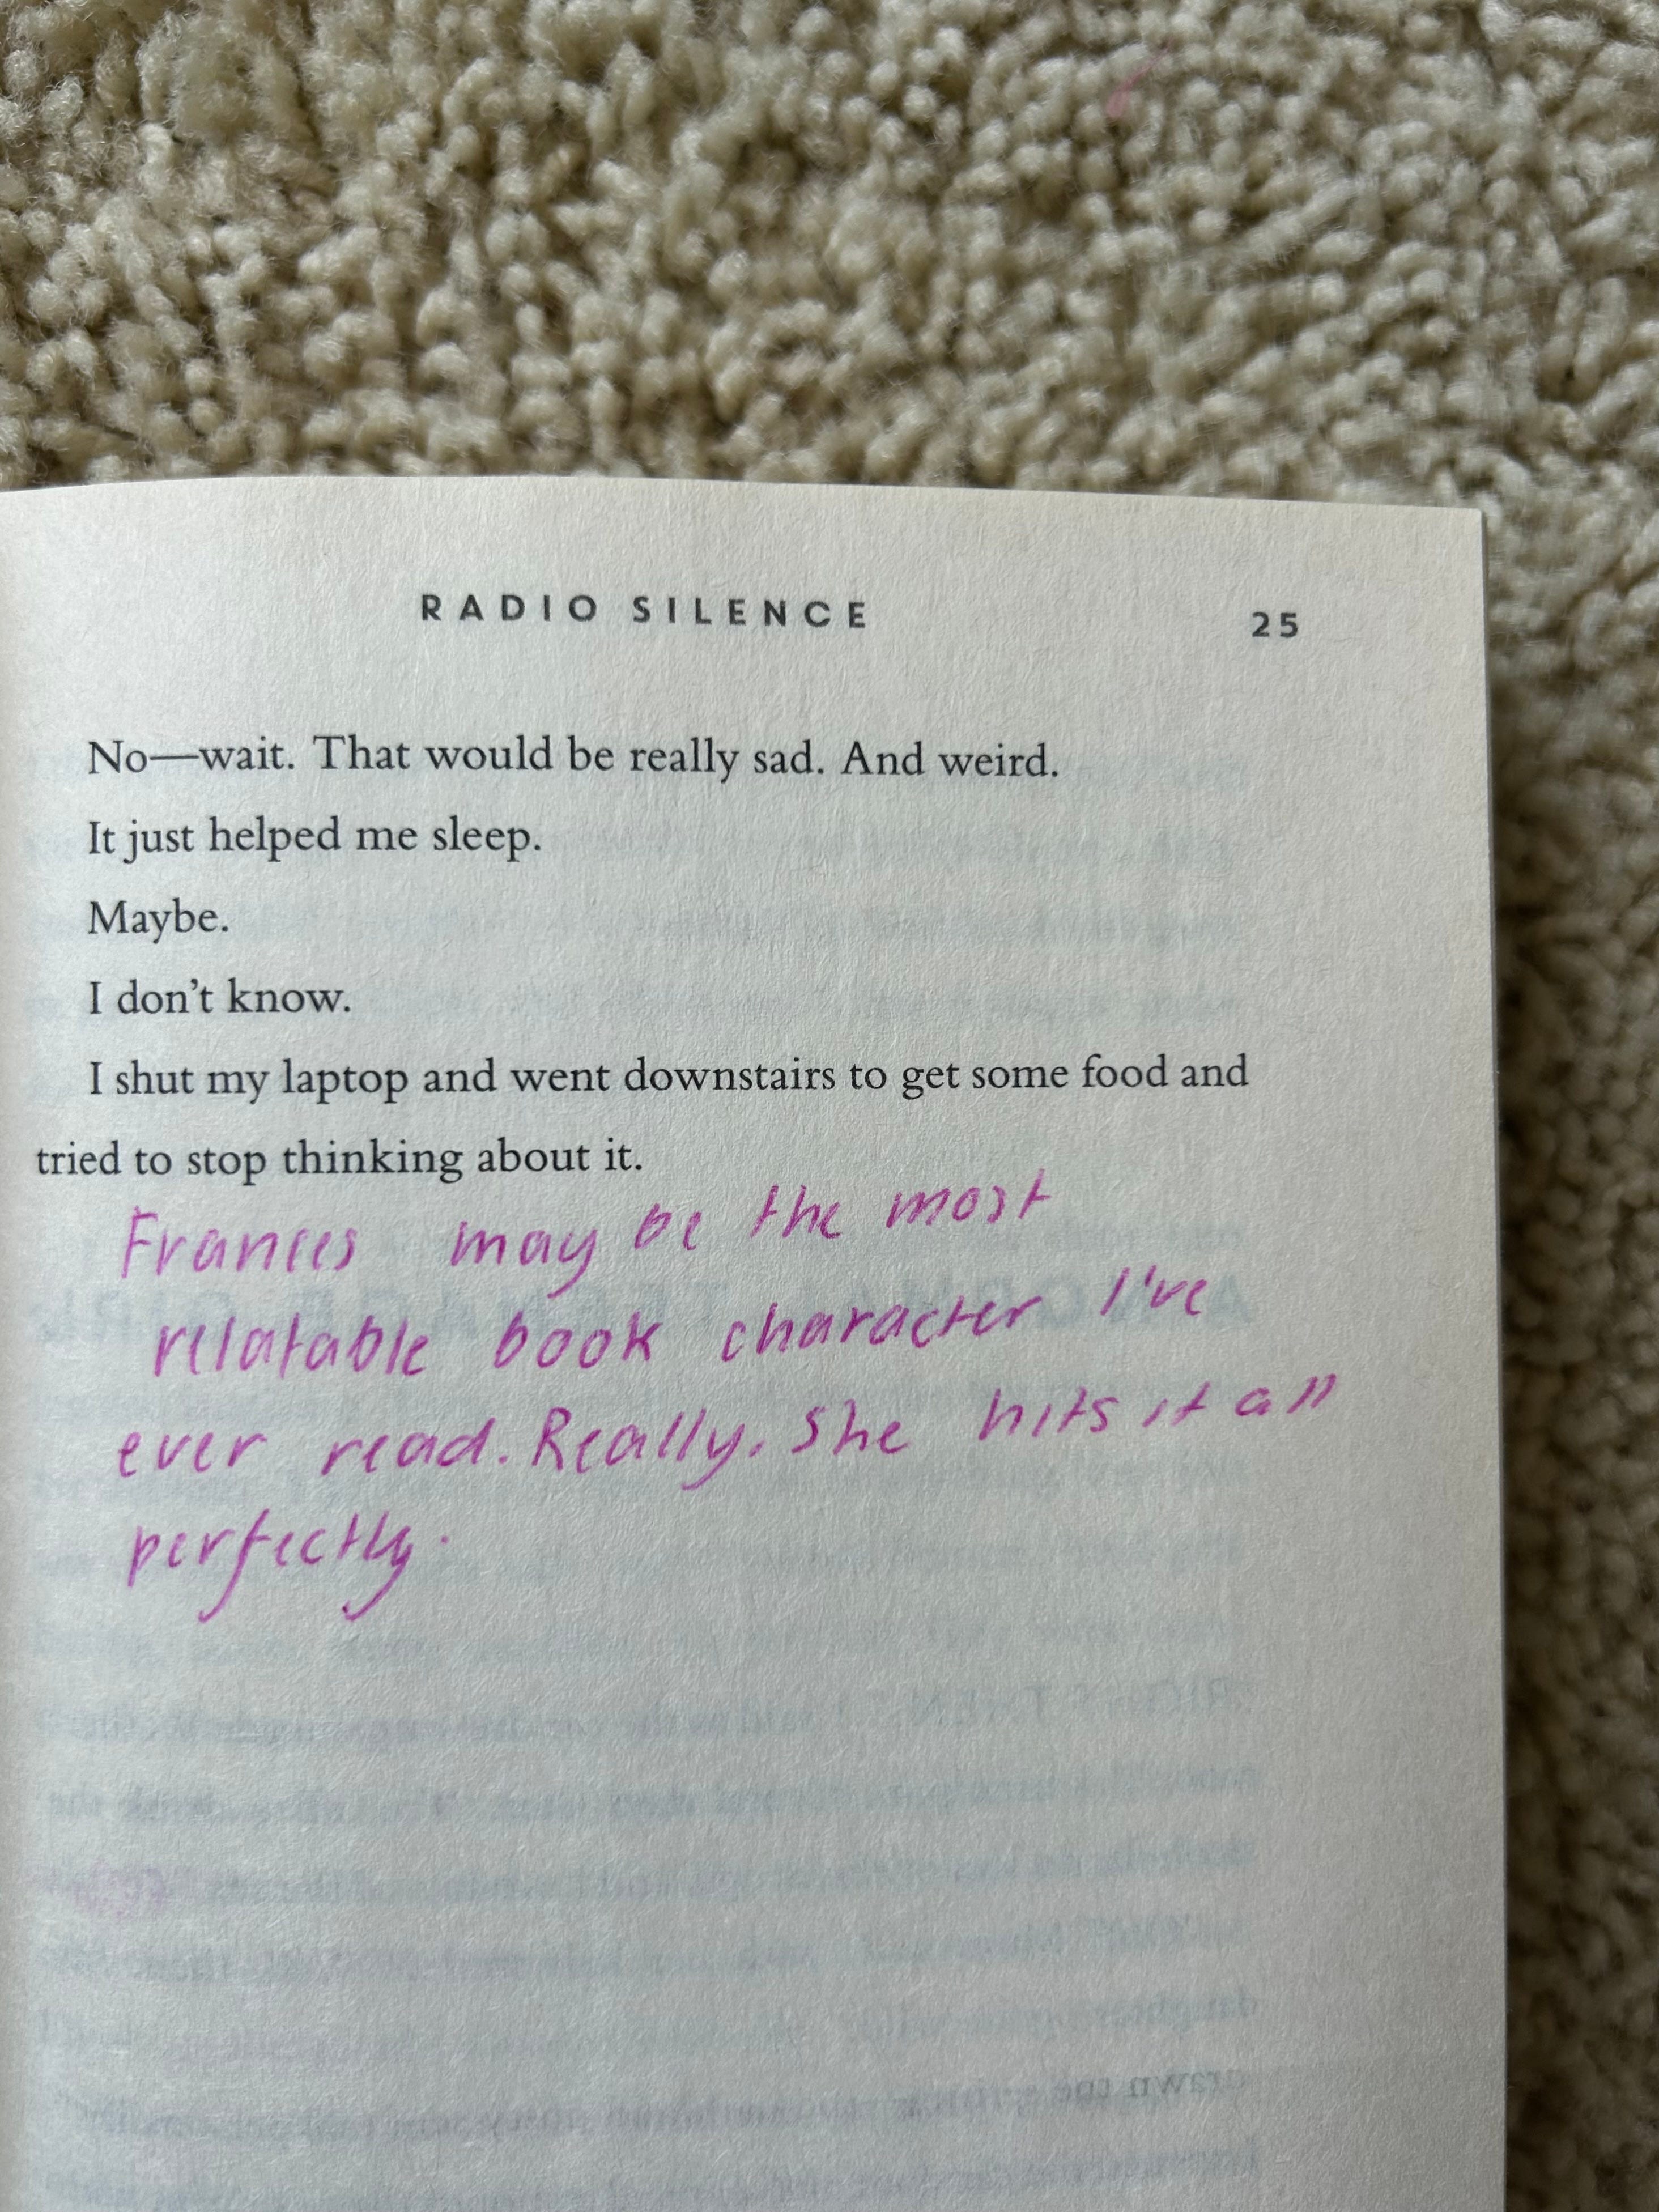 RADIO SILENCE 25
No—wait. That would be really sad. And weird.
It just helped me sleep.
Maybe.
I don't know.
I shut my laptop and went downstairs to get some food and
tried to stop thinking about it.
Frances may be the most
relatable book character I've
ever read. Really. She hits it all
perfectly.